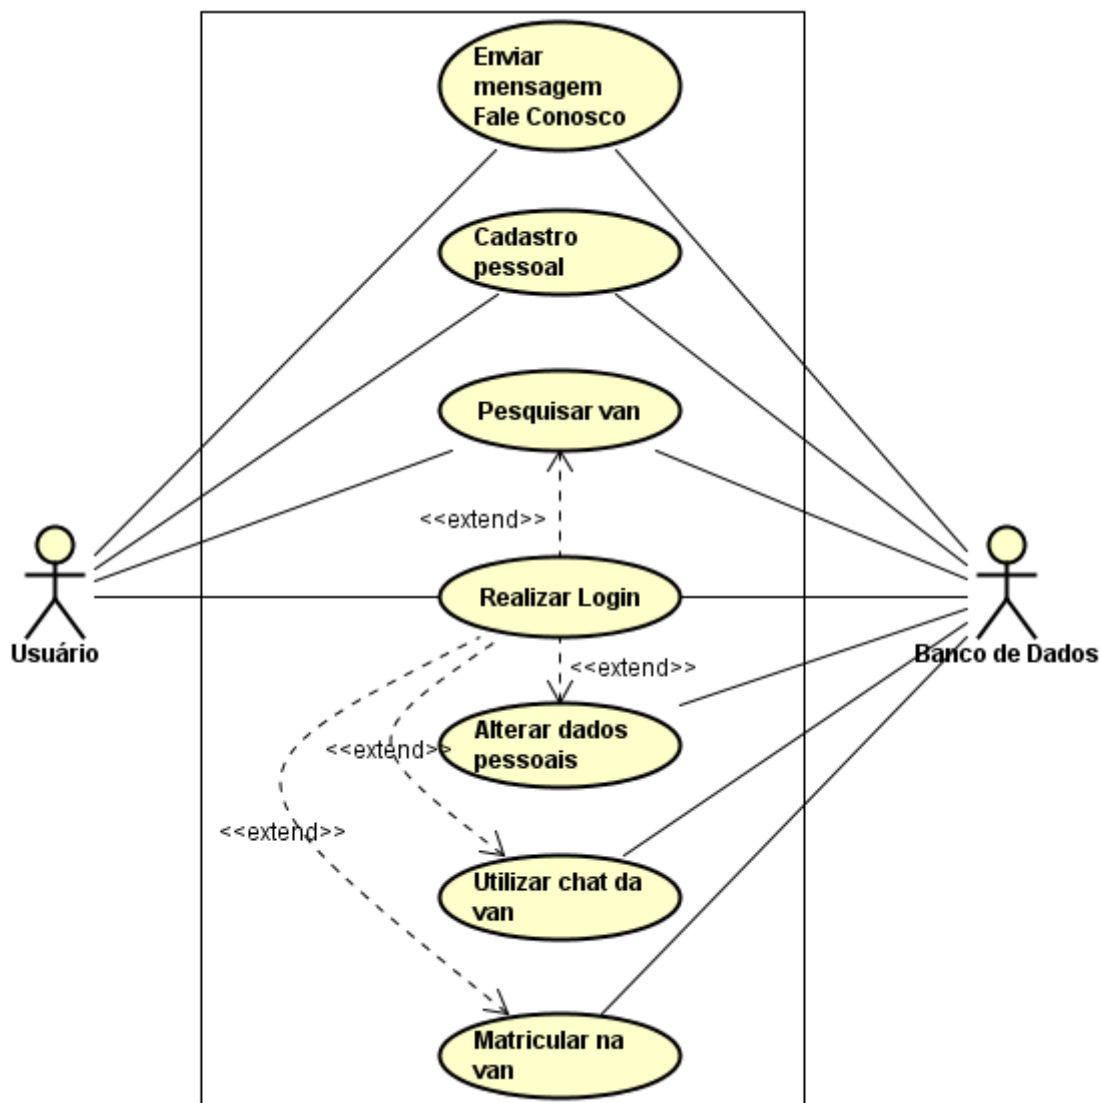 Enviar
mensagem
Fale Conosco
Cadastro
pessoal
Pesquisar van
<<extend>>
Realizar Login
Usuário
Banco de Dados
<<extend>>
Alterar dados
pessoais
<<extend>>
<<extend>>
Utilizar chat da
van
Matricular na
van